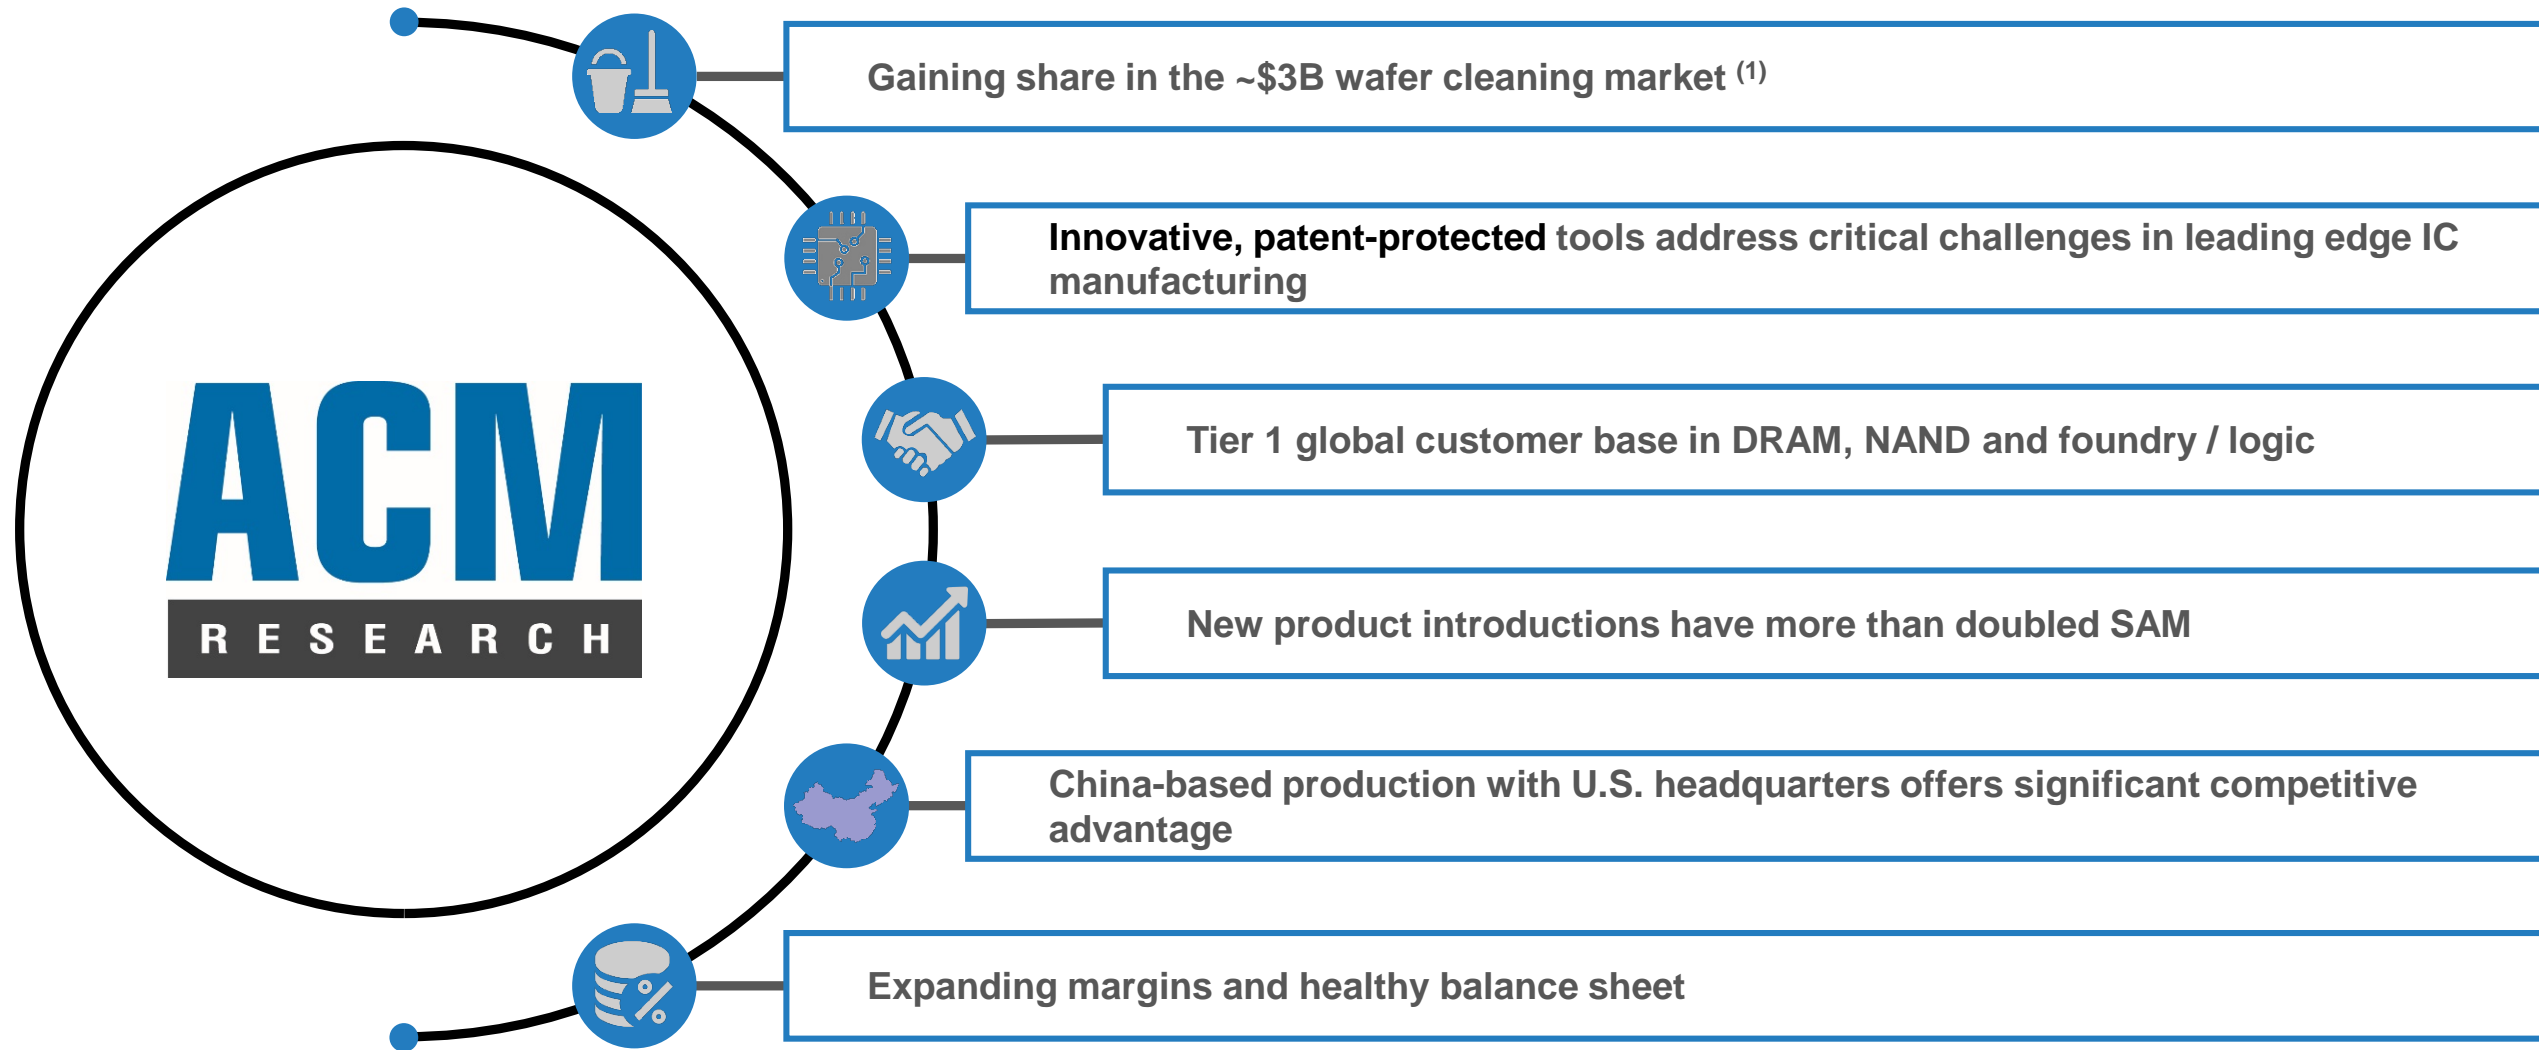 Gaining share in the ~$3B wafer cleaning market (1)
Innovative, patent-protected tools address critical challenges in leading edge IC
manufacturing
ACM
RESEARCH
Tier 1 global customer base in DRAM, NAND and foundry / logic
New product introductions have more than doubled SAM
China-based production with U.S. headquarters offers significant competitive
advantage
Expanding margins and healthy balance sheet